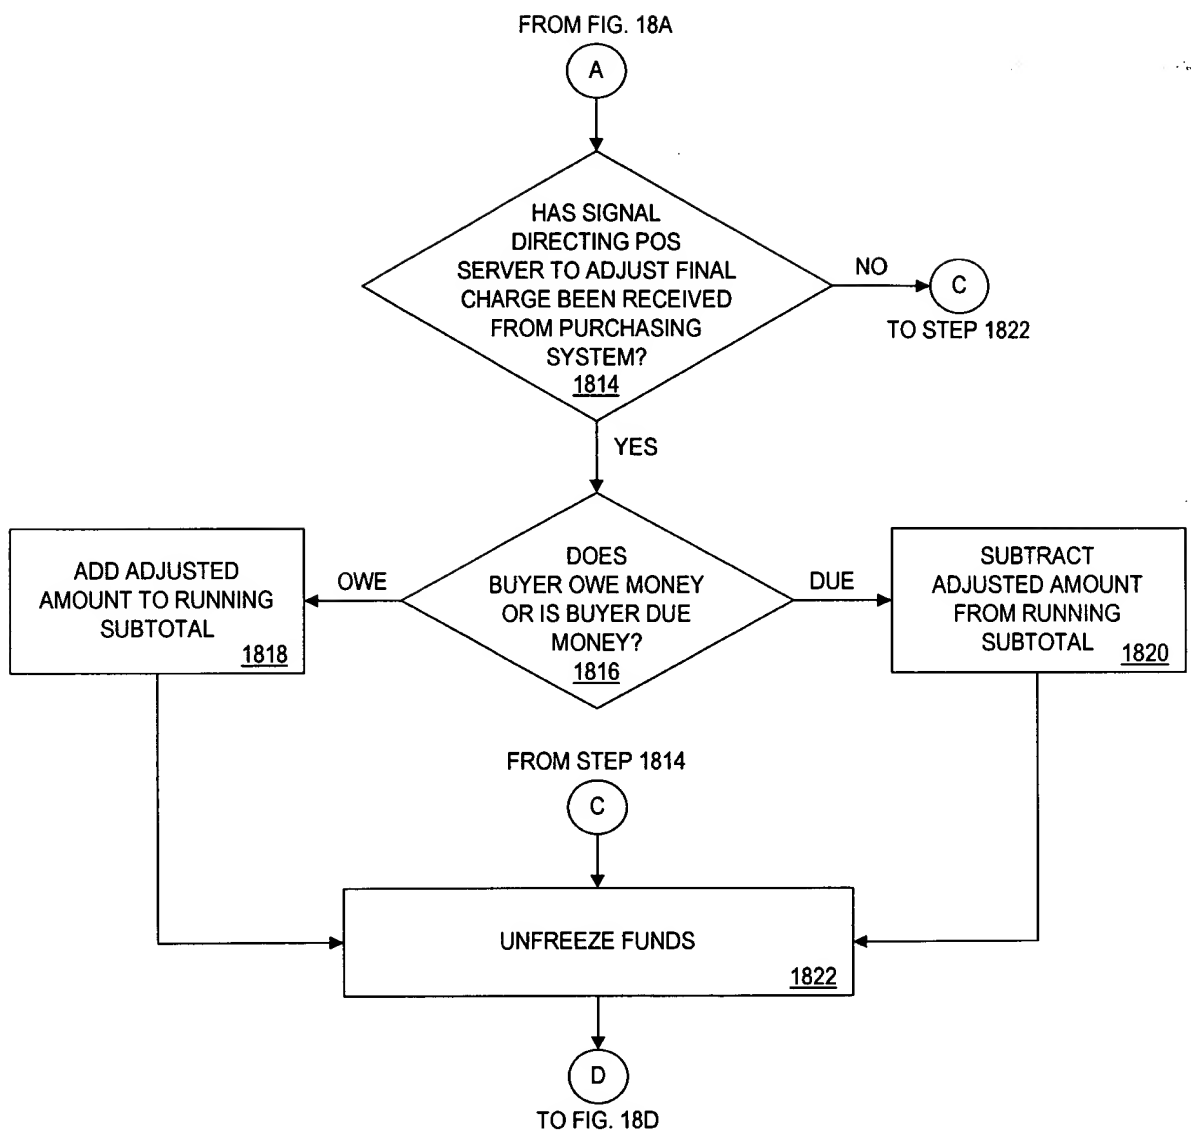 FROM FIG. 18A
A
HAS SIGNAL
DIRECTING POS
SERVER TO ADJUST FINAL
CHARGE BEEN RECEIVED
FROM PURCHASING
SYSTEM?
1814
NO
C
TO STEP 1822
YES
ADD ADJUSTED
AMOUNT TO RUNNING
SUBTOTAL
1818
OWE
DOES
BUYER OWE MONEY
OR IS BUYER DUE
MONEY?
1816
DUE
SUBTRACT
ADJUSTED AMOUNT
FROM RUNNING
SUBTOTAL
1820
FROM STEP 1814
C
UNFREEZE FUNDS
1822
D
TO FIG. 18D